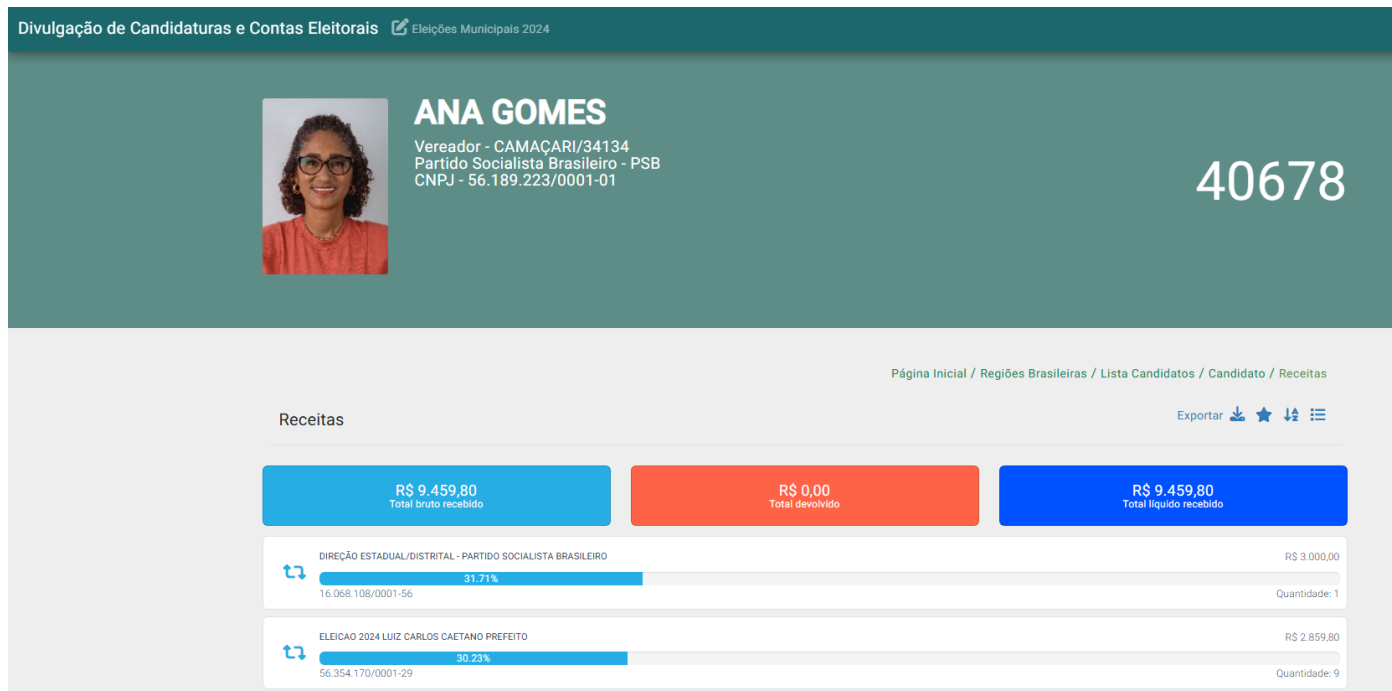 Divulgação de Candidaturas e Contas Eleitorais Eleições Municipais 2024
ANA GOMES
Vereador - CAMAÇARI/34134
Partido Socialista Brasileiro - PSB
CNPJ - 56.189.223/0001-01
40678
Página Inicial / Regiões Brasileiras / Lista Candidatos / Candidato / Receitas
Receitas
Exportar
R$ 9.459,80
Total bruto recebido
R$ 0,00
Total devolvido
R$ 9.459,80
Total líquido recebido
DIREÇÃO ESTADUAL/DISTRITAL - PARTIDO SOCIALISTA BRASILEIRO R$ 3.000,00
31.71%
16.068.108/0001-56 Quantidade: 1
ELEICAO 2024 LUIZ CARLOS CAETANO PREFEITO R$ 2.859,80
30.23%
56.354.170/0001-29 Quantidade: 9